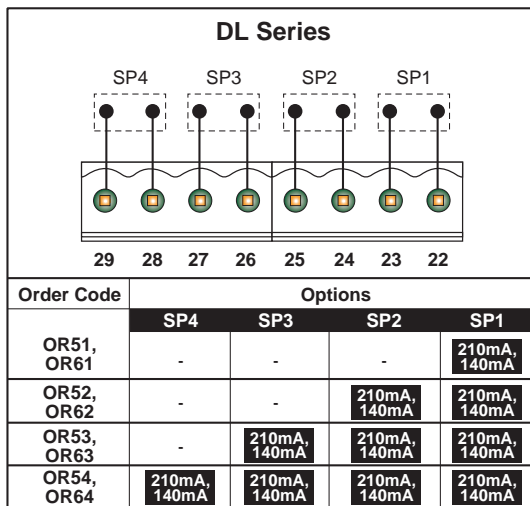 DL Series
SP4 SP3 SP2 SP1
29 28 27 26 25 24 23 22
Order Code Options
SP4 SP3 SP2 SP1
OR51, OR61 - - - 210mA, 140mA
OR52, OR62 - - 210mA, 140mA 210mA, 140mA
OR53, OR63 - 210mA, 140mA 210mA, 140mA 210mA, 140mA
OR54, OR64 210mA, 140mA 210mA, 140mA 210mA, 140mA 210mA, 140mA